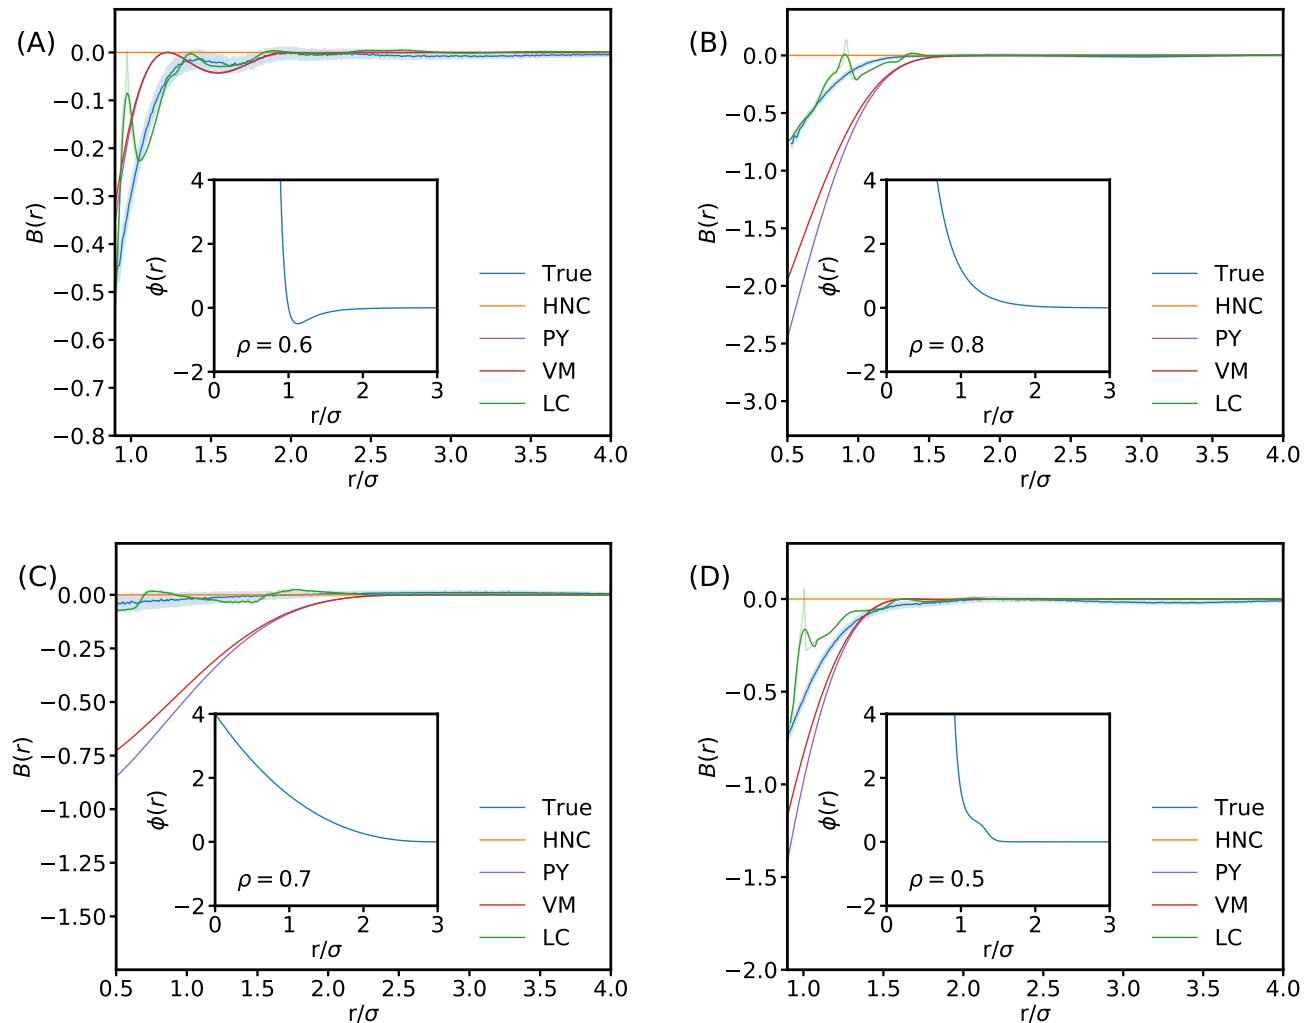 (A)
B(r)
0.0
−0.1
−0.2
−0.3
−0.4
−0.5
−0.6
−0.7
−0.8
1.0 1.5 2.0 2.5 3.0 3.5 4.0
r/σ
ϕ(r)
4
2
0
−2
0 1 2 3
r/σ
ρ = 0.6
True
HNC
PY
VM
LC
(B)
B(r)
0.0
−0.5
−1.0
−1.5
−2.0
−2.5
−3.0
0.5 1.0 1.5 2.0 2.5 3.0 3.5 4.0
r/σ
ϕ(r)
4
2
0
−2
0 1 2 3
r/σ
ρ = 0.8
True
HNC
PY
VM
LC
(C)
B(r)
0.00
−0.25
−0.50
−0.75
−1.00
−1.25
−1.50
0.5 1.0 1.5 2.0 2.5 3.0 3.5 4.0
r/σ
ϕ(r)
4
2
0
−2
0 1 2 3
r/σ
ρ = 0.7
True
HNC
PY
VM
LC
(D)
B(r)
0.0
−0.5
−1.0
−1.5
−2.0
1.0 1.5 2.0 2.5 3.0 3.5 4.0
r/σ
ϕ(r)
4
2
0
−2
0 1 2 3
r/σ
ρ = 0.5
True
HNC
PY
VM
LC